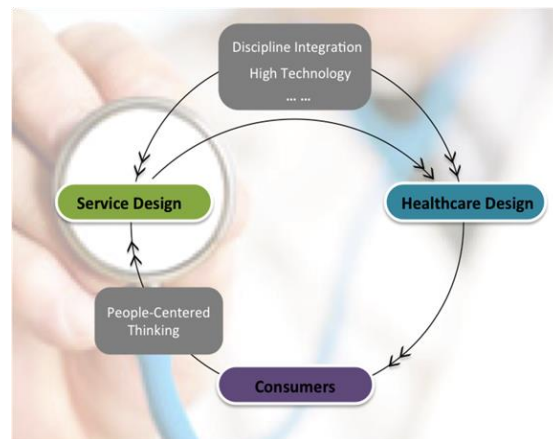 Discipline Integration
High Technology
... ...
Service Design
Healthcare Design
People-Centered
Thinking
Consumers